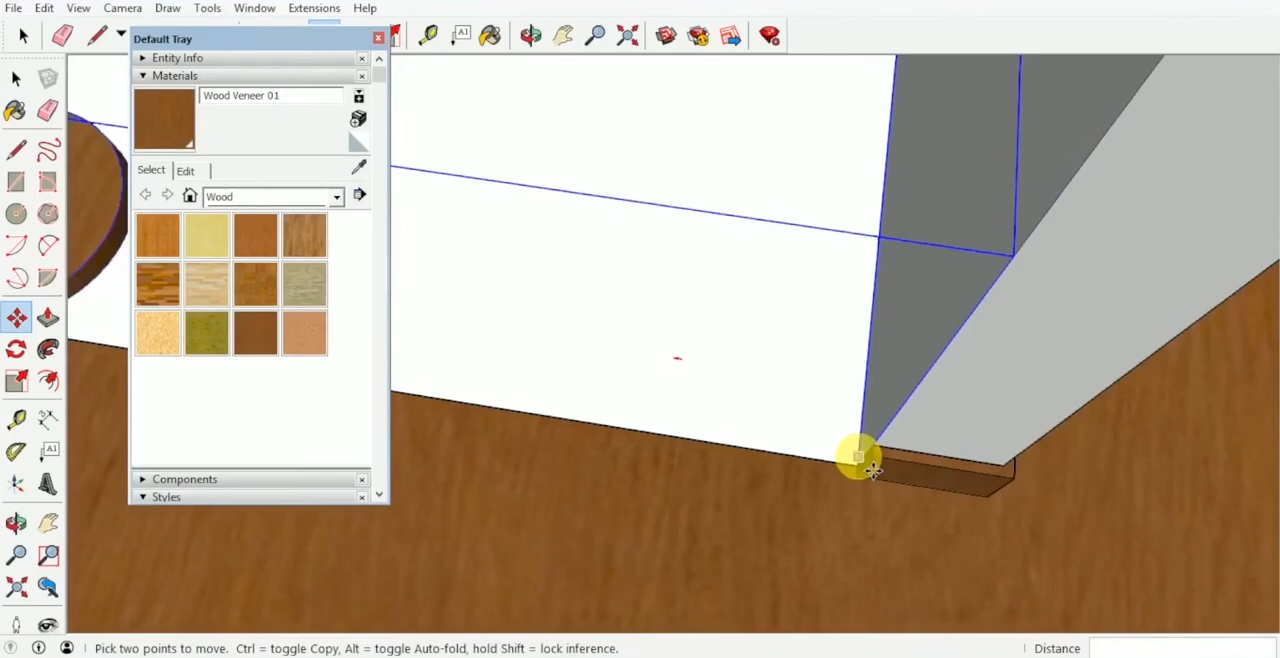 File Edit View Camera Draw Tools Window Extensions Help
A1
Default Tray
Entity Info
Materials
Wood Veneer 01
Select Edit
Wood
A1
Components
Styles
Pick two points to move. Ctrl = toggle Copy, Alt = toggle Auto-fold, hold Shift = lock inference. Distance